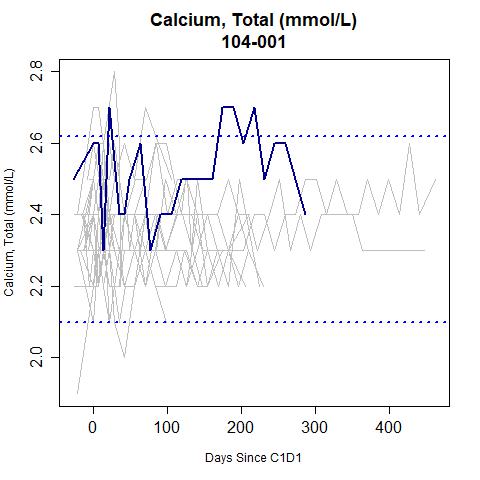 Calcium, Total (mmol/L)
104-001
Calcium, Total (mmol/L)
2.8
2.6
2.4
2.2
2.0
0 100 200 300 400
Days Since C1D1